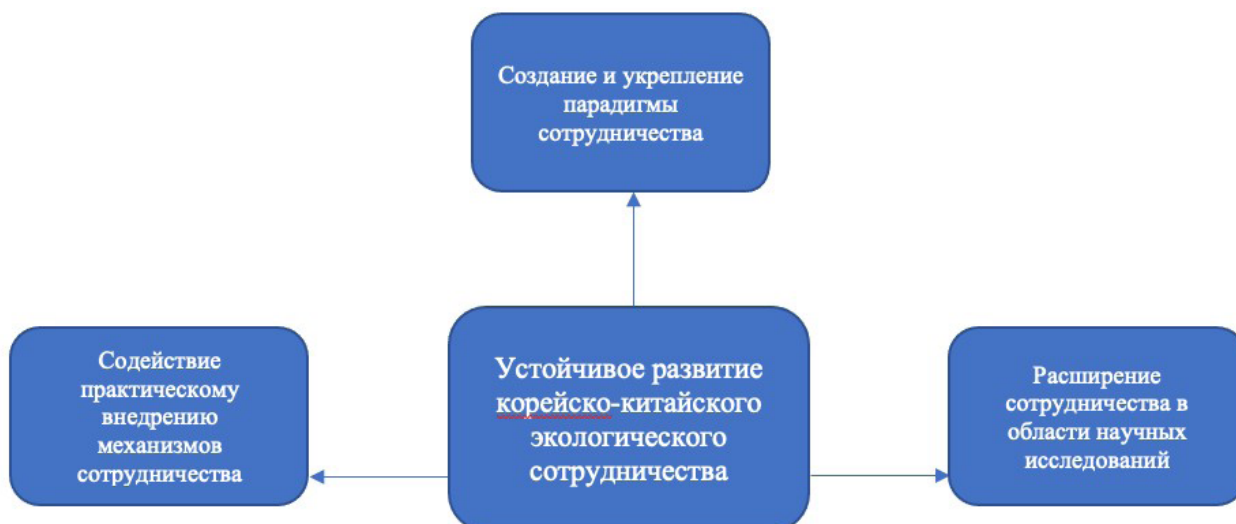 Создание и укрепление
парадигмы
сотрудничества
Содействие
практическому
внедрению
механизмов
сотрудничества
Устойчивое развитие
корейско-китайского
экологического
сотрудничества
Расширение
сотрудничества в
области научных
исследований